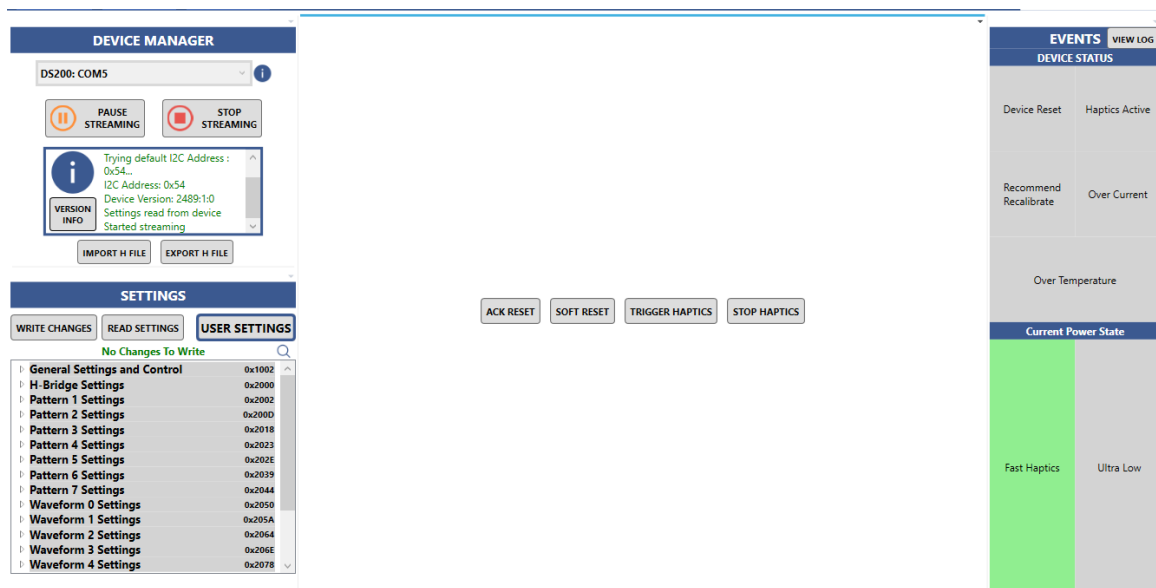 DEVICE MANAGER
DS200: COM5
i
PAUSE
STREAMING
STOP
STREAMING
i
VERSION
INFO
Trying default I2C Address :
0x54...
I2C Address: 0x54
Device Version: 2489:1:0
Settings read from device
Started streaming
IMPORT H FILE
EXPORT H FILE
SETTINGS
WRITE CHANGES
READ SETTINGS
USER SETTINGS
No Changes To Write
General Settings and Control 0x1002
H-Bridge Settings 0x2000
Pattern 1 Settings 0x2002
Pattern 2 Settings 0x200D
Pattern 3 Settings 0x2018
Pattern 4 Settings 0x2023
Pattern 5 Settings 0x202E
Pattern 6 Settings 0x2039
Pattern 7 Settings 0x2044
Waveform 0 Settings 0x2050
Waveform 1 Settings 0x205A
Waveform 2 Settings 0x2064
Waveform 3 Settings 0x206E
Waveform 4 Settings 0x2078
ACK RESET
SOFT RESET
TRIGGER HAPTICS
STOP HAPTICS
EVENTS
VIEW LOG
DEVICE STATUS
Device Reset
Haptics Active
Recommend
Recalibrate
Over Current
Over Temperature
Current Power State
Fast Haptics
Ultra Low